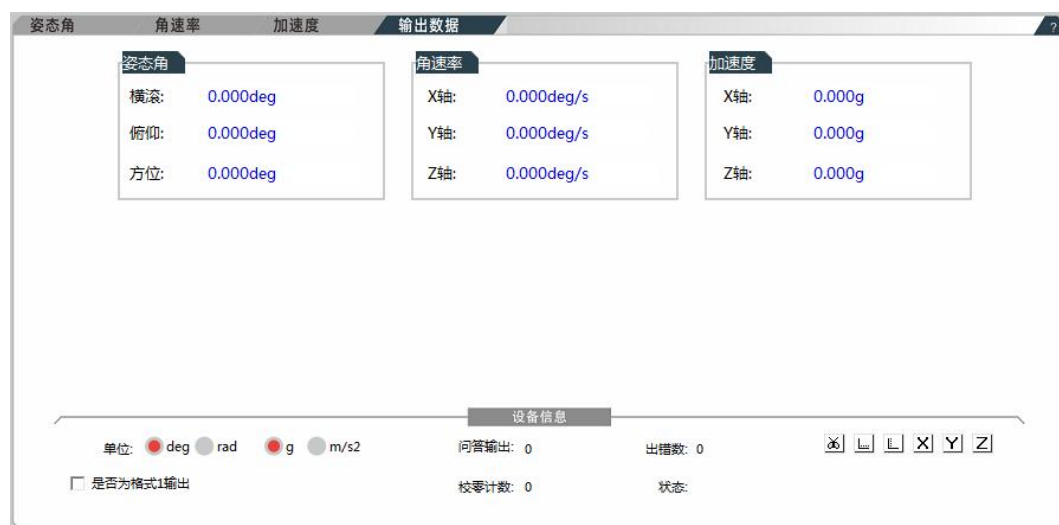 姿态角 角速率 加速度 输出数据 ?
姿态角 角速率 加速度
横滚: 0.000deg X轴: 0.000deg/s X轴: 0.000g
俯仰: 0.000deg Y轴: 0.000deg/s Y轴: 0.000g
方位: 0.000deg Z轴: 0.000deg/s Z轴: 0.000g
设备信息
单位: deg rad g m/s2 问答输出: 0 出错数: 0 X Y Z
是否为格式1输出 校零计数: 0 状态: